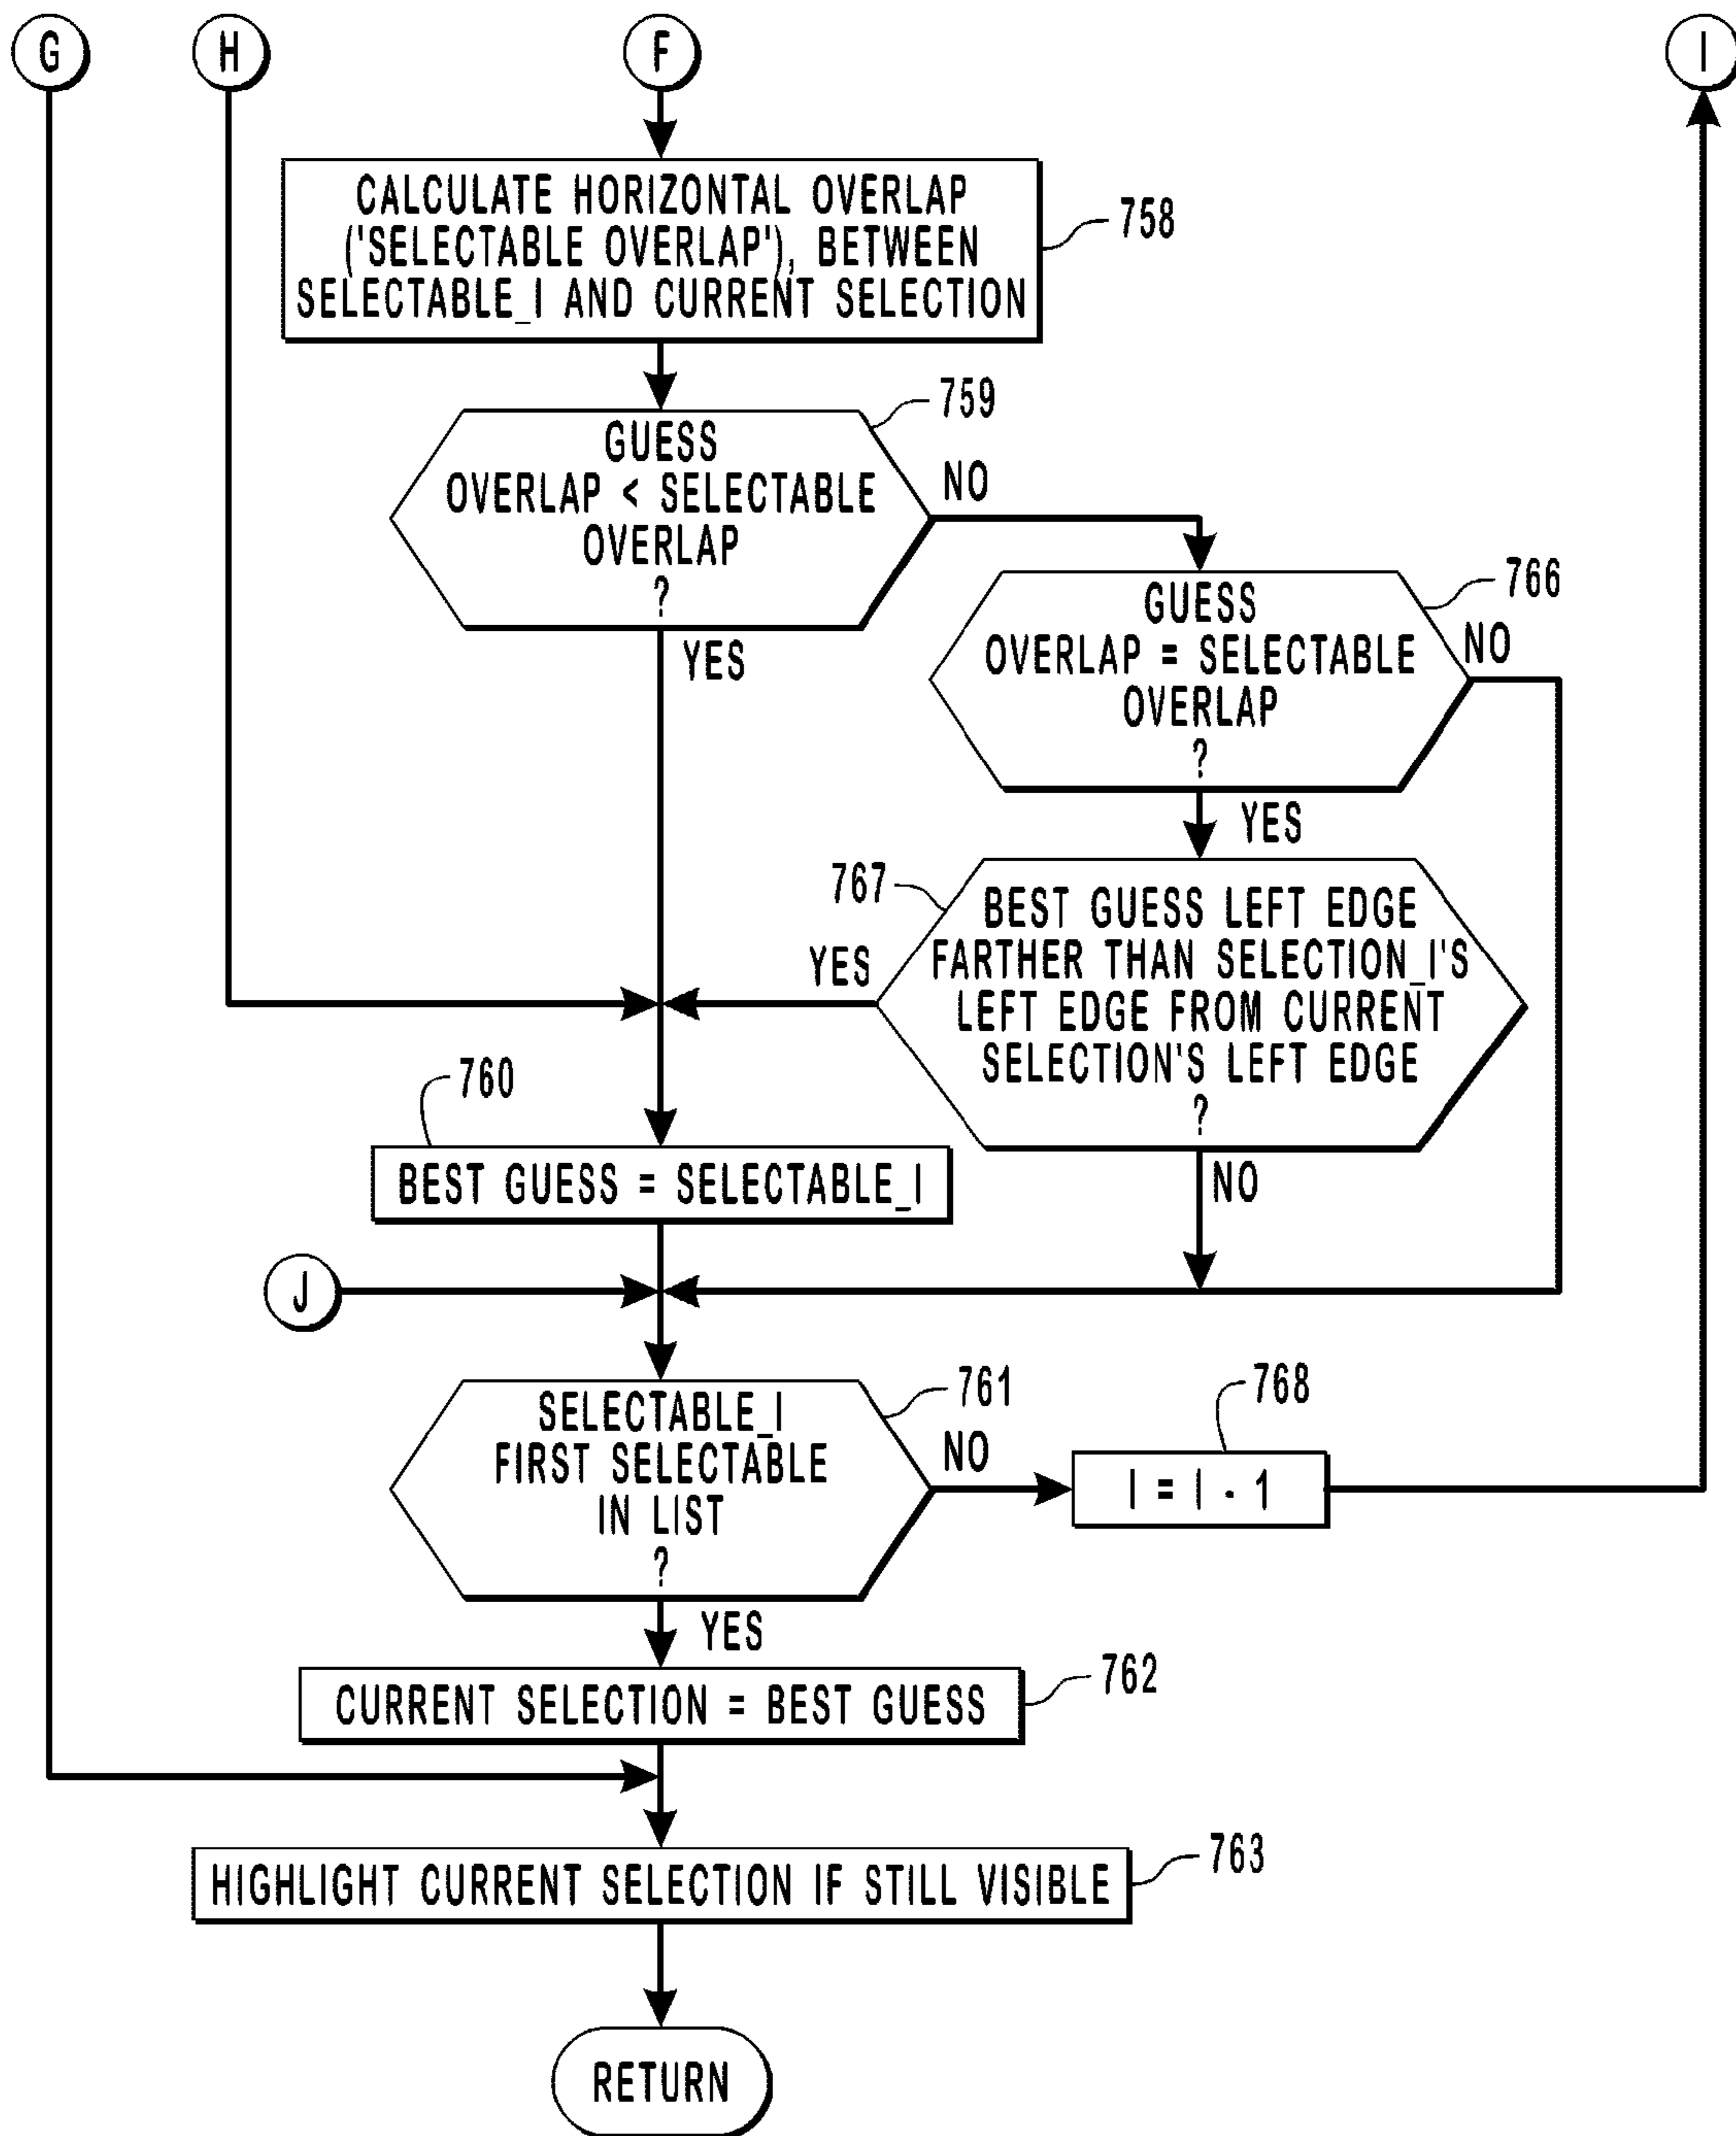 G
H
F
I
CALCULATE HORIZONTAL OVERLAP
('SELECTABLE OVERLAP'), BETWEEN
SELECTABLE_I AND CURRENT SELECTION
758
759
GUESS
OVERLAP < SELECTABLE
OVERLAP
?
NO
YES
766
GUESS
OVERLAP = SELECTABLE
OVERLAP
?
NO
YES
767
BEST GUESS LEFT EDGE
FARTHER THAN SELECTION_I'S
LEFT EDGE FROM CURRENT
SELECTION'S LEFT EDGE
?
YES
NO
760
BEST GUESS = SELECTABLE_I
J
761
SELECTABLE_I
FIRST SELECTABLE
IN LIST
?
NO
768
I = I - 1
YES
762
CURRENT SELECTION = BEST GUESS
763
HIGHLIGHT CURRENT SELECTION IF STILL VISIBLE
RETURN